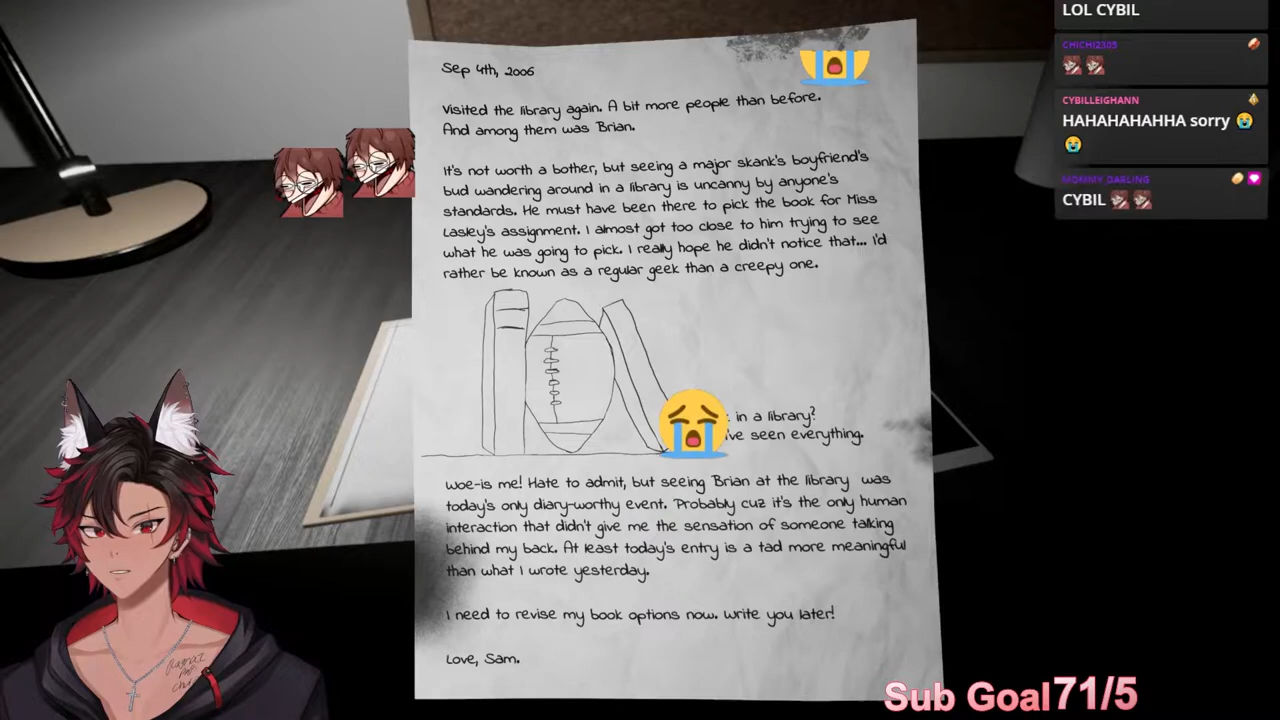 LOL CYBIL
CHICHI2305
CYBILLEIGHANN
HAHAHAHAHHA sorry
MOMMY_DARLING
CYBIL
Sep 4th, 2006
Visited the library again. A bit more people than before.
And among them was Brian.
It's not worth a bother, but seeing a major skank's boyfriend's
bud wandering around in a library is uncanny by anyone's
standards. He must have been there to pick the book for Miss
Lasley's assignment. I almost got too close to him trying to see
what he was going to pick. I really hope he didn't notice that... I'd
rather be known as a regular geek than a creepy one.
in a library?
've seen everything.
Woe-is me! Hate to admit, but seeing Brian at the library was
today's only diary-worthy event. Probably cuz it's the only human
interaction that didn't give me the sensation of someone talking
behind my back. At least today's entry is a tad more meaningful
than what I wrote yesterday.
I need to revise my book options now. Write you later!
Love, Sam.
Sub Goal 71/5